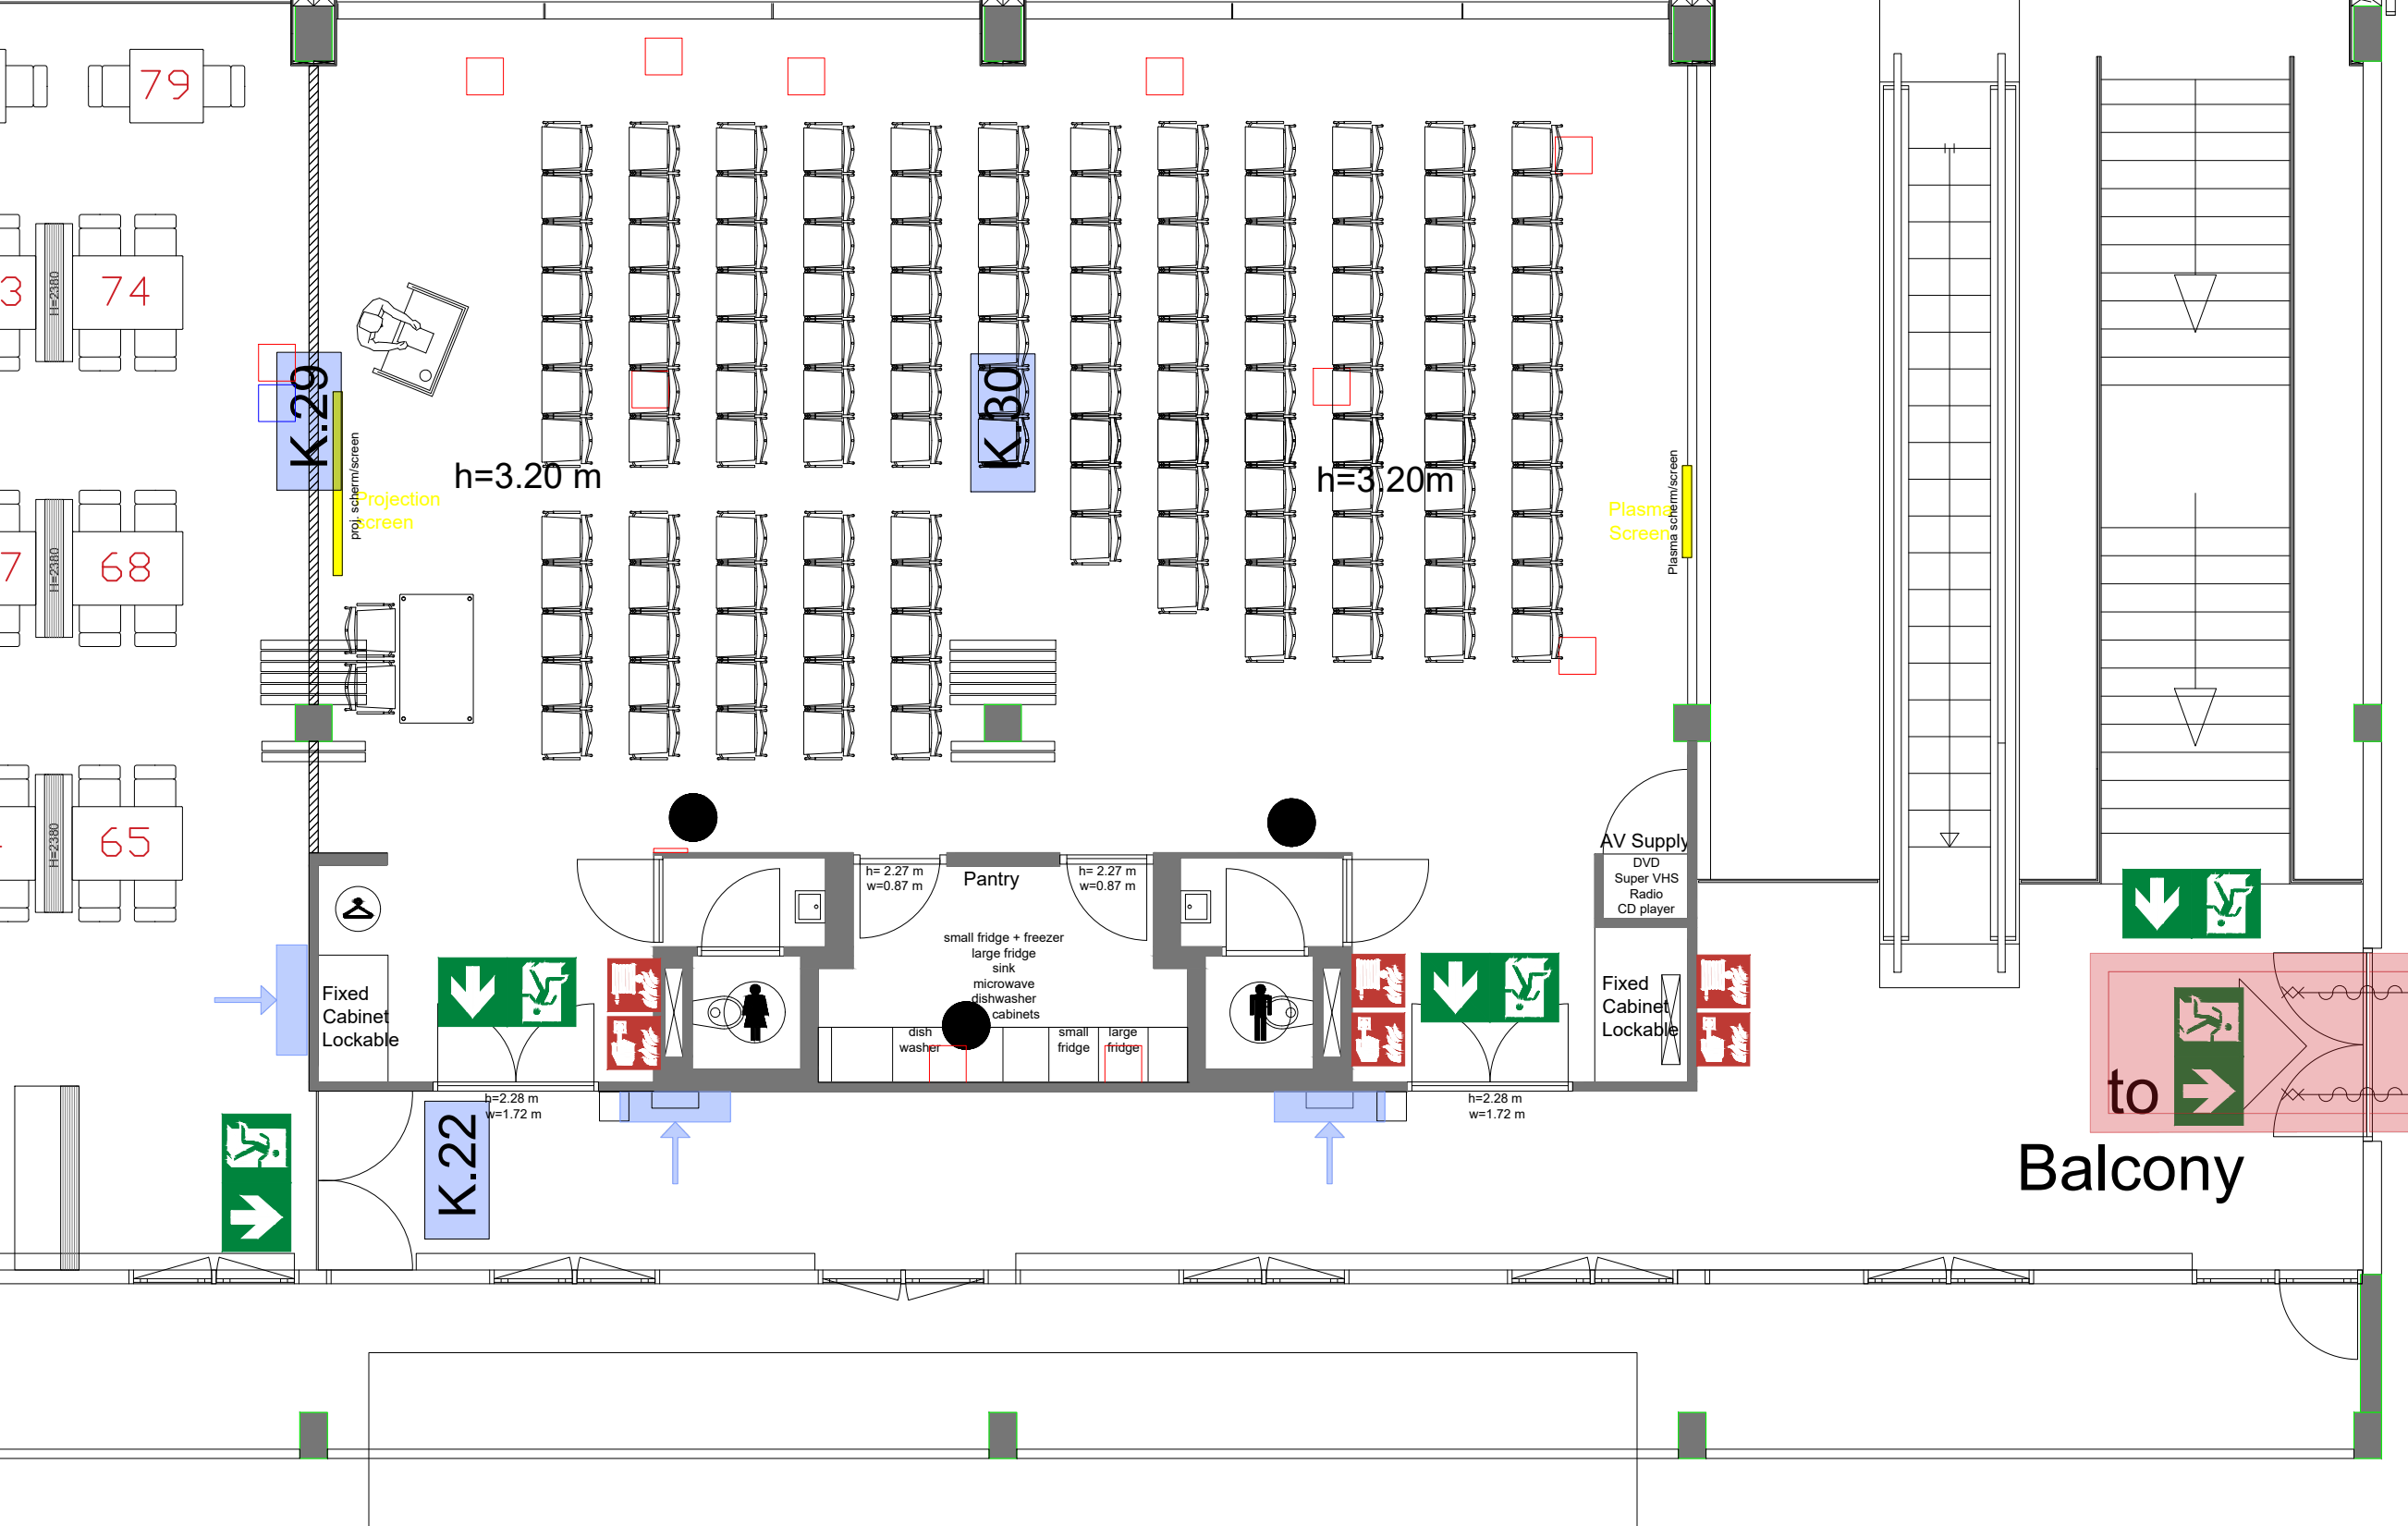 79
3
74
H=2380
K.29
K.30
h=3.20 m
h=3.20m
proj. scherm/screen
Projection
screen
Plasma
Screen
Plasma scherm/screen
7
68
H=2380
65
H=2380
AV Supply
DVD
Super VHS
Radio
CD player
h= 2.27 m
w=0.87 m
Pantry
h= 2.27 m
w=0.87 m
small fridge + freezer
large fridge
sink
microwave
dishwasher
cabinets
Fixed
Cabinet
Lockable
dish
washer
small
fridge
large
fridge
Fixed
Cabinet
Lockable
h=2.28 m
w=1.72 m
h=2.28 m
w=1.72 m
K.22
to
Balcony